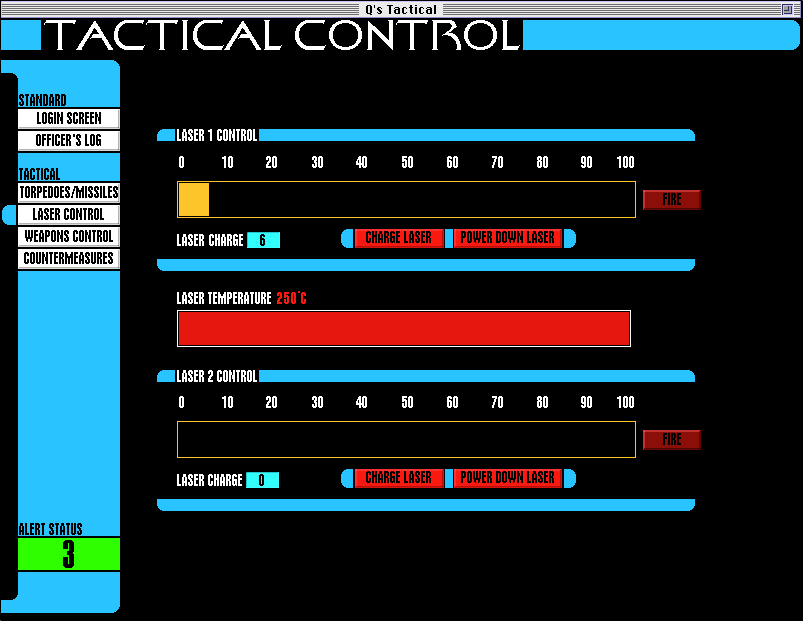 Q's Tactical
TACTICAL CONTROL
STANDARD
LOGIN SCREEN
OFFICER'S LOG
TACTICAL
TORPEDOES/MISSILES
LASER CONTROL
WEAPONS CONTROL
COUNTERMEASURES
ALERT STATUS
3
LASER 1 CONTROL
0 10 20 30 40 50 60 70 80 90 100
FIRE
LASER CHARGE 6 CHARGE LASER POWER DOWN LASER
LASER TEMPERATURE 250°C
LASER 2 CONTROL
0 10 20 30 40 50 60 70 80 90 100
FIRE
LASER CHARGE 0 CHARGE LASER POWER DOWN LASER